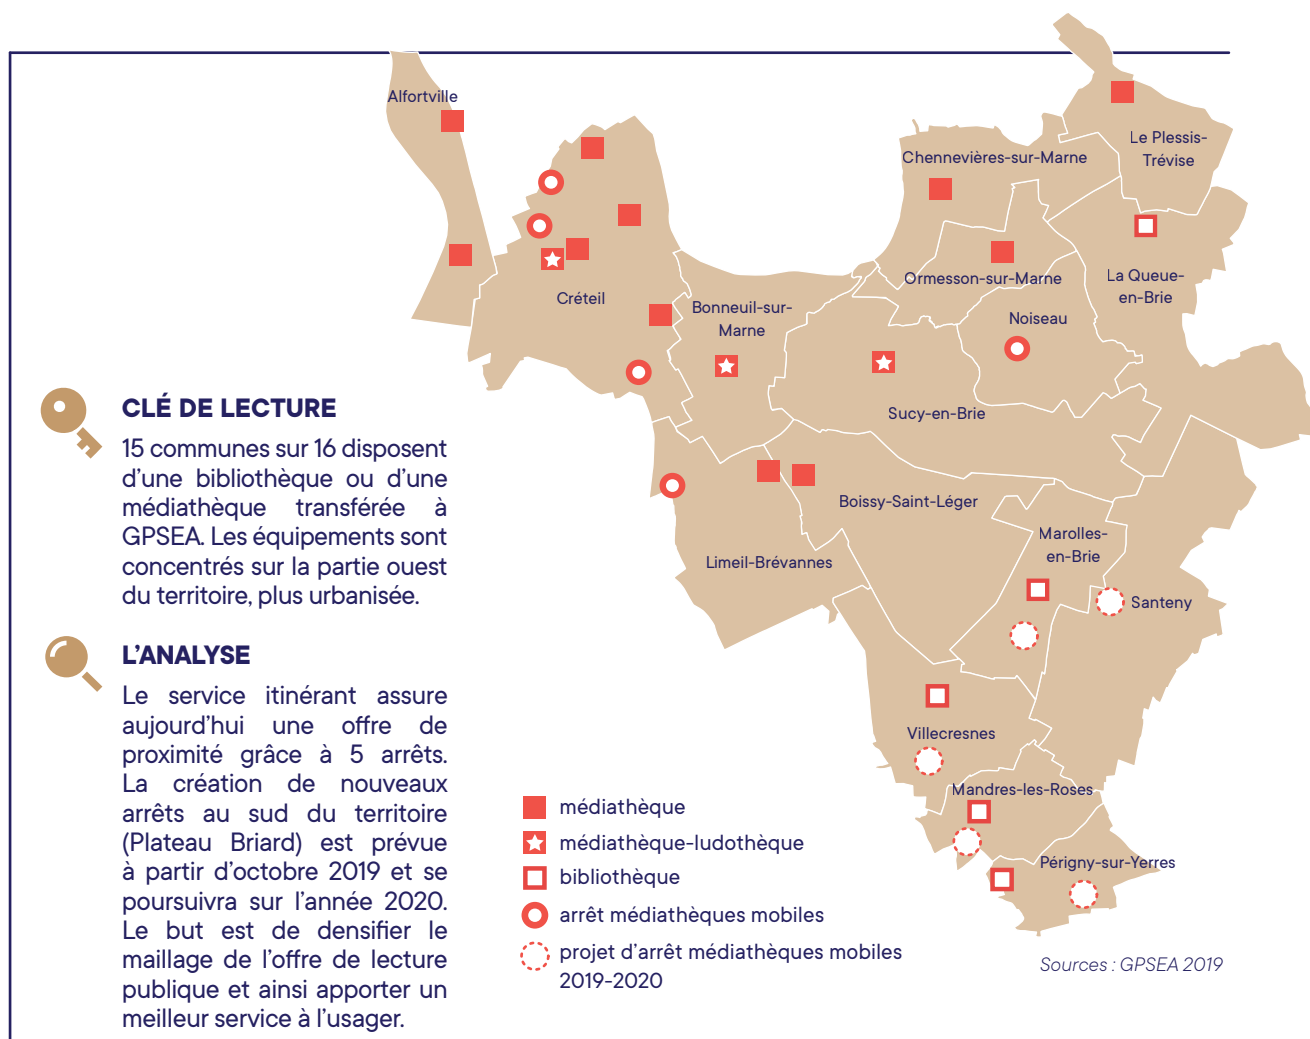 Alfortville
Le Plessis-
Trévise
Chennevières-sur-Marne
La Queue-
en-Brie
Ormesson-sur-Marne
Créteil
Bonneuil-sur-
Marne
Noiseau
Sucy-en-Brie
Boissy-Saint-Léger
Marolles-
en-Brie
Limeil-Brévannes
Santeny
Villecresnes
Mandres-les-Roses
Périgny-sur-Yerres
CLÉ DE LECTURE
15 communes sur 16 disposent
d'une bibliothèque ou d'une
médiathèque transférée à
GPSEA. Les équipements sont
concentrés sur la partie ouest
du territoire, plus urbanisée.
L'ANALYSE
Le service itinérant assure
aujourd'hui une offre de
proximité grâce à 5 arrêts.
La création de nouveaux
arrêts au sud du territoire
(Plateau Briard) est prévue
à partir d'octobre 2019 et se
poursuivra sur l'année 2020.
Le but est de densifier le
maillage de l'offre de lecture
publique et ainsi apporter un
meilleur service à l'usager.
médiathèque
médiathèque-ludothèque
bibliothèque
arrêt médiathèques mobiles
projet d'arrêt médiathèques mobiles
2019-2020
Sources : GPSEA 2019